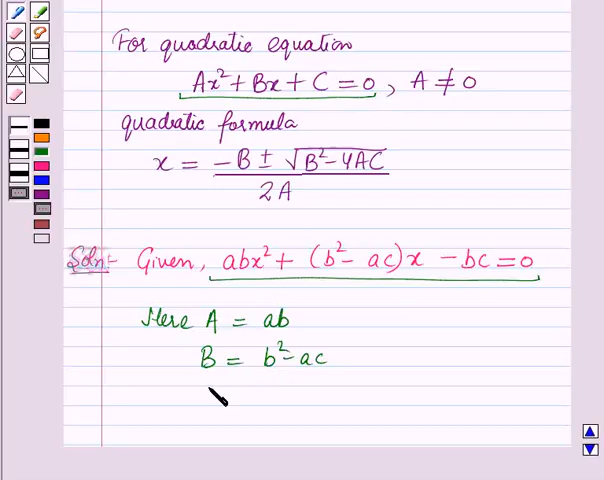 For quadratic equation
Ax² + Bx + C = 0 , A ≠ 0
quadratic formula
x = −B ± √B² − 4AC / 2A
Soln:- Given, abx² + (b² − ac)x − bc = 0
Here A = ab
B = b² − ac